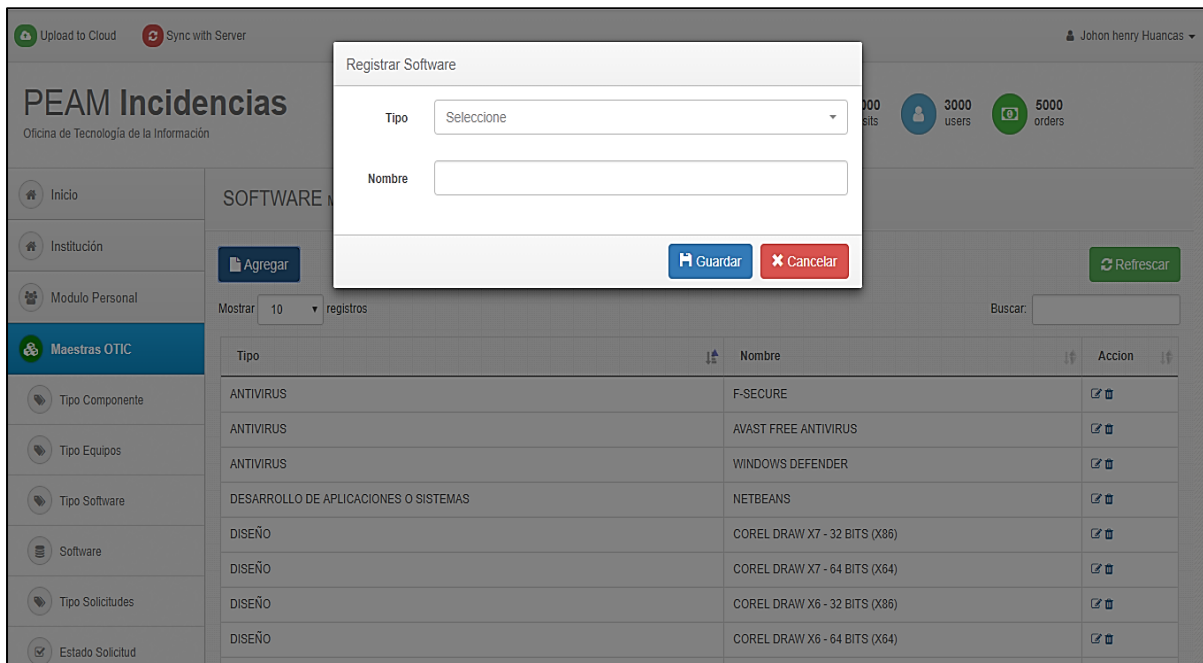 Upload to Cloud
Sync with Server
Johon henry Huancas
PEAM Incidencias
Oficina de Tecnología de la Información
3000
users
5000
orders
Registrar Software
Tipo
Seleccione
Nombre
Guardar
Cancelar
Inicio
Institución
Modulo Personal
Maestras OTIC
Tipo Componente
Tipo Equipos
Tipo Software
Software
Tipo Solicitudes
Estado Solicitud
SOFTWARE
Agregar
Refrescar
Mostrar 10 registros
Buscar:
Tipo Nombre Accion
ANTIVIRUS F-SECURE
ANTIVIRUS AVAST FREE ANTIVIRUS
ANTIVIRUS WINDOWS DEFENDER
DESARROLLO DE APLICACIONES O SISTEMAS NETBEANS
DISEÑO COREL DRAW X7 - 32 BITS (X86)
DISEÑO COREL DRAW X7 - 64 BITS (X64)
DISEÑO COREL DRAW X6 - 32 BITS (X86)
DISEÑO COREL DRAW X6 - 64 BITS (X64)